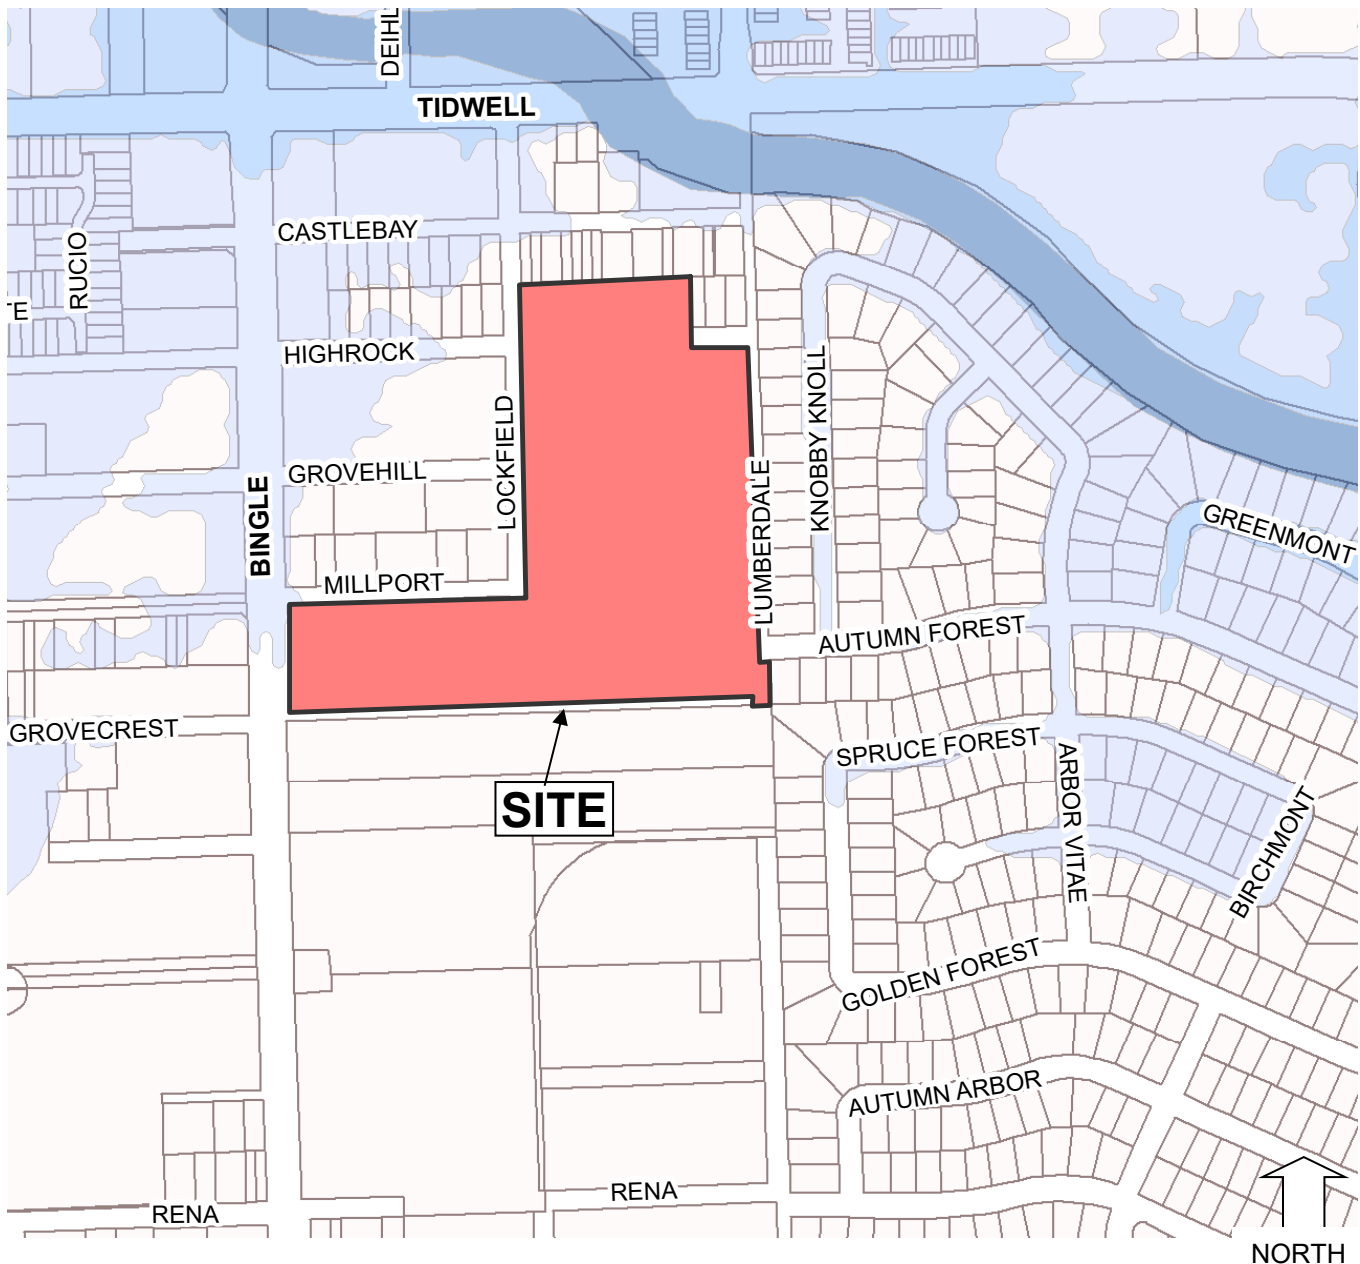 DEIHL
TIDWELL
CASTLEBAY
RUCIO
TE
HIGHROCK
KNOBBY KNOLL
LOCKFIELD
GROVEHILL
LUMBERDALE
BINGLE
GREENMONT
MILLPORT
AUTUMN FOREST
GROVECREST
SPRUCE FOREST
ARBOR VITAE
SITE
BIRCHMONT
GOLDEN FOREST
AUTUMN ARBOR
RENA
RENA
NORTH